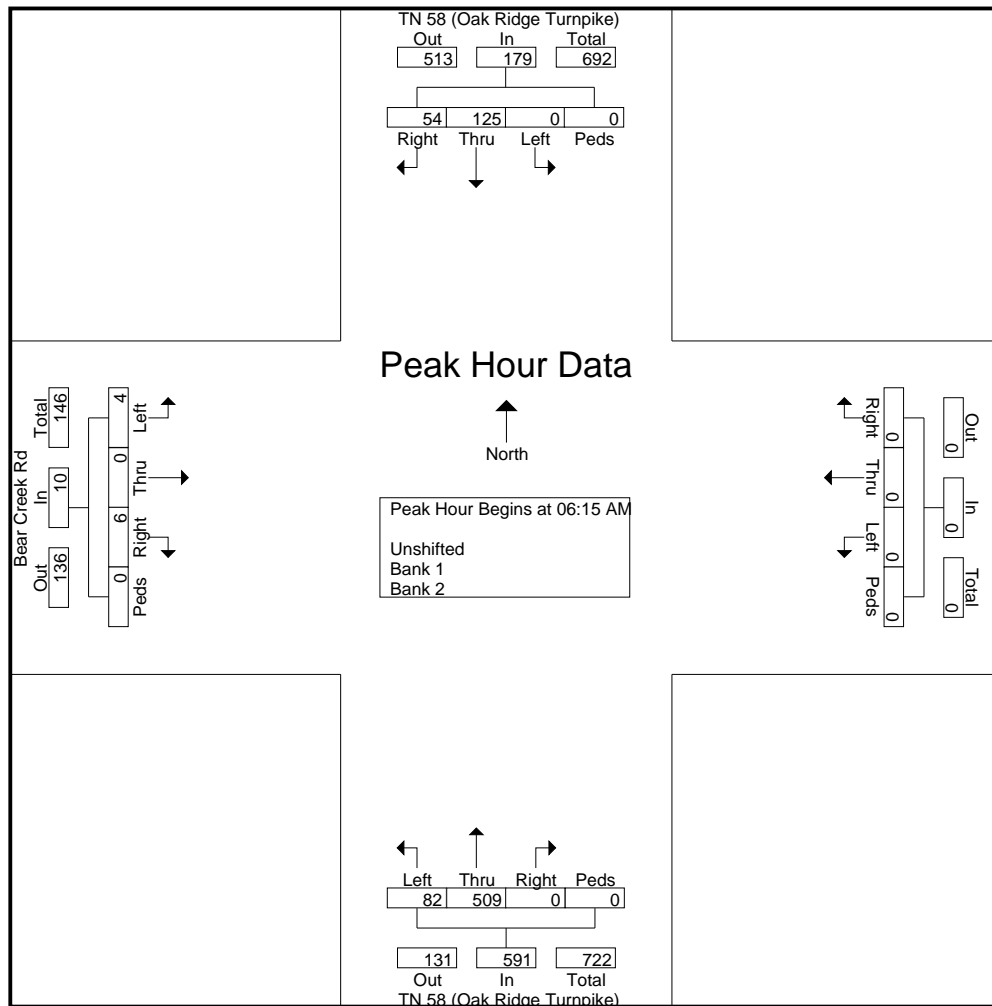 TN 58 (Oak Ridge Turnpike)
Out In Total
513 179 692
54 125 0 0
Right Thru Left Peds
Peak Hour Data
North
Peak Hour Begins at 06:15 AM
Unshifted
Bank 1
Bank 2
Bear Creek Rd
Total In Out
146 10 136
4 0 6 0
Left Thru Right Peds
Right Thru Left Peds
0 0 0 0
Out In Total
0 0 0
Left Thru Right Peds
82 509 0 0
131 591 722
Out In Total
TN 58 (Oak Ridge Turnpike)